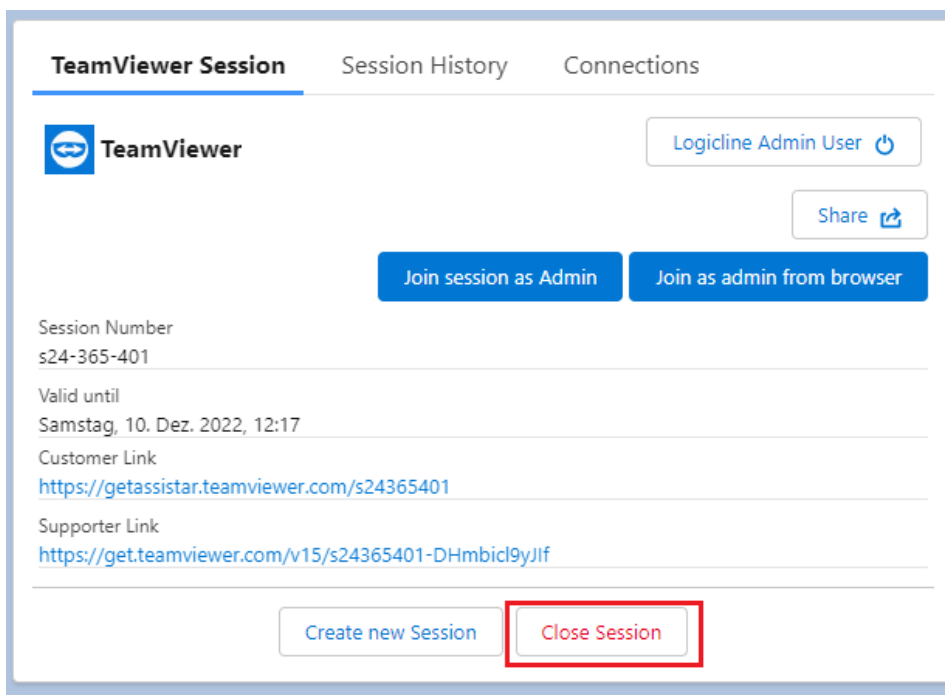 TeamViewer Session Session History Connections
TeamViewer
Logicline Admin User
Share
Join session as Admin Join as admin from browser
Session Number
s24-365-401
Valid until
Samstag, 10. Dez. 2022, 12:17
Customer Link
https://getassistar.teamviewer.com/s24365401
Supporter Link
https://get.teamviewer.com/v15/s24365401-DHmbicl9yJIf
Create new Session Close Session